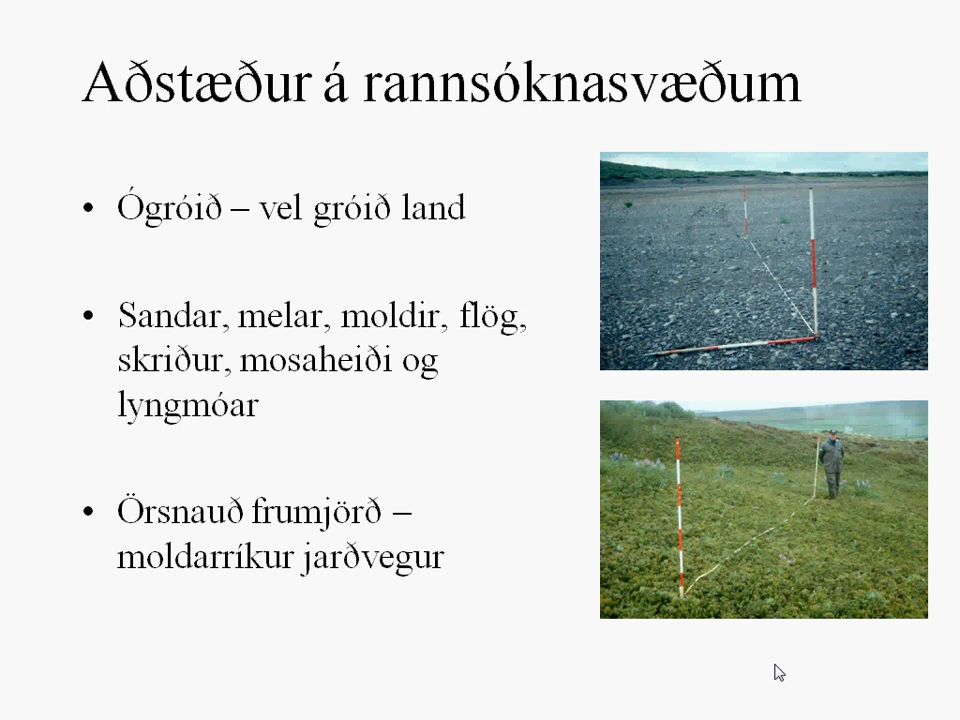 Aðstæður á rannsóknasvæðum
• Ógróið – vel gróið land
• Sandar, melar, moldir, flög,
skriður, mosaheiði og
lyngmóar
• Örsnauð frumjörð –
moldarríkur jarðvegur